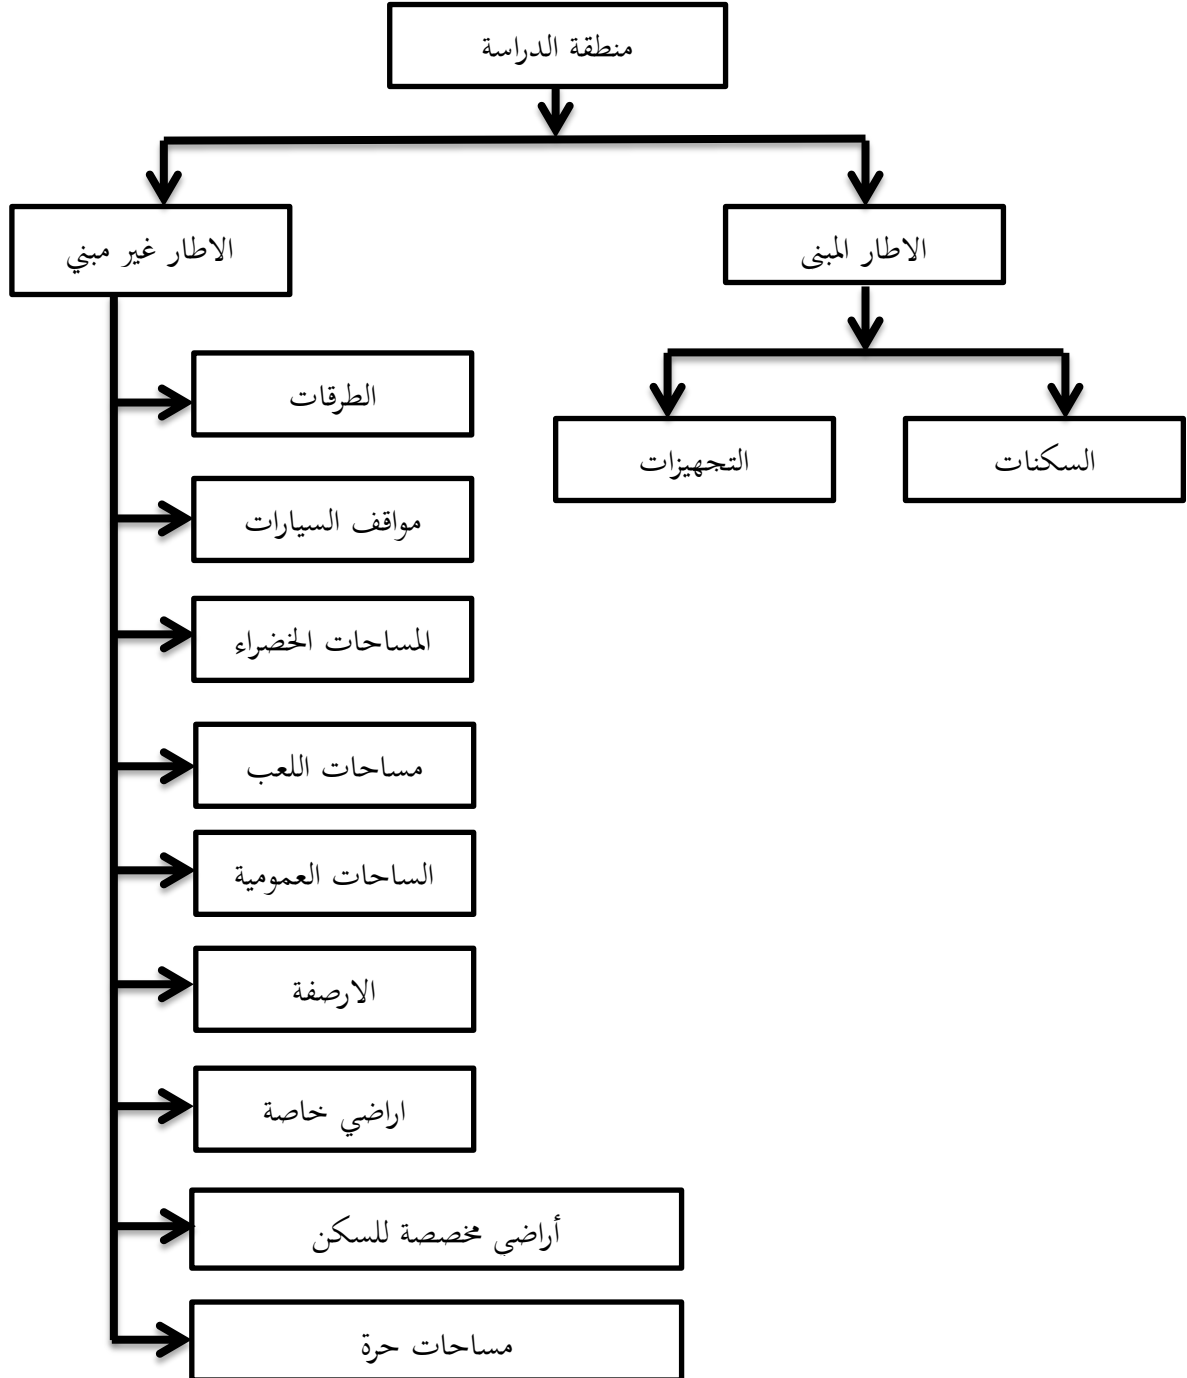 منطقة الدراسة
الاطار المبنى
الاطار غير مبني
السكنات
التجهيزات
الطرقات
مواقف السيارات
المساحات الخضراء
مساحات اللعب
الساحات العمومية
الارصفة
اراضي خاصة
أراضي مخصصة للسكن
مساحات حرة